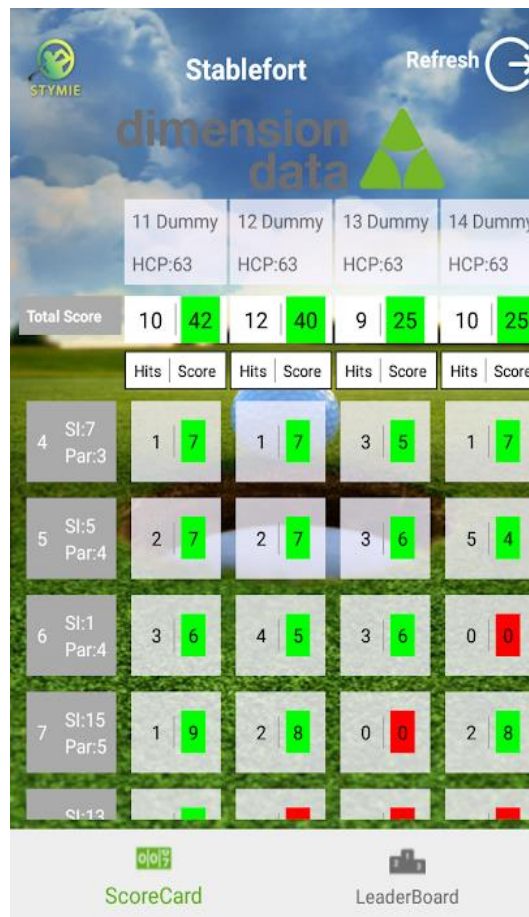 STYMIE
Stablefort
Refresh
dimension
data
11 Dummy 12 Dummy 13 Dummy 14 Dummy
HCP:63 HCP:63 HCP:63 HCP:63
Total Score 10 42 12 40 9 25 10 25
Hits Score Hits Score Hits Score Hits Score
4 SI:7 Par:3 1 7 1 7 3 5 1 7
5 SI:5 Par:4 2 7 2 7 3 6 5 4
6 SI:1 Par:4 3 6 4 5 3 6 0 0
7 SI:15 Par:5 1 9 2 8 0 0 2 8
SI:13
ScoreCard LeaderBoard